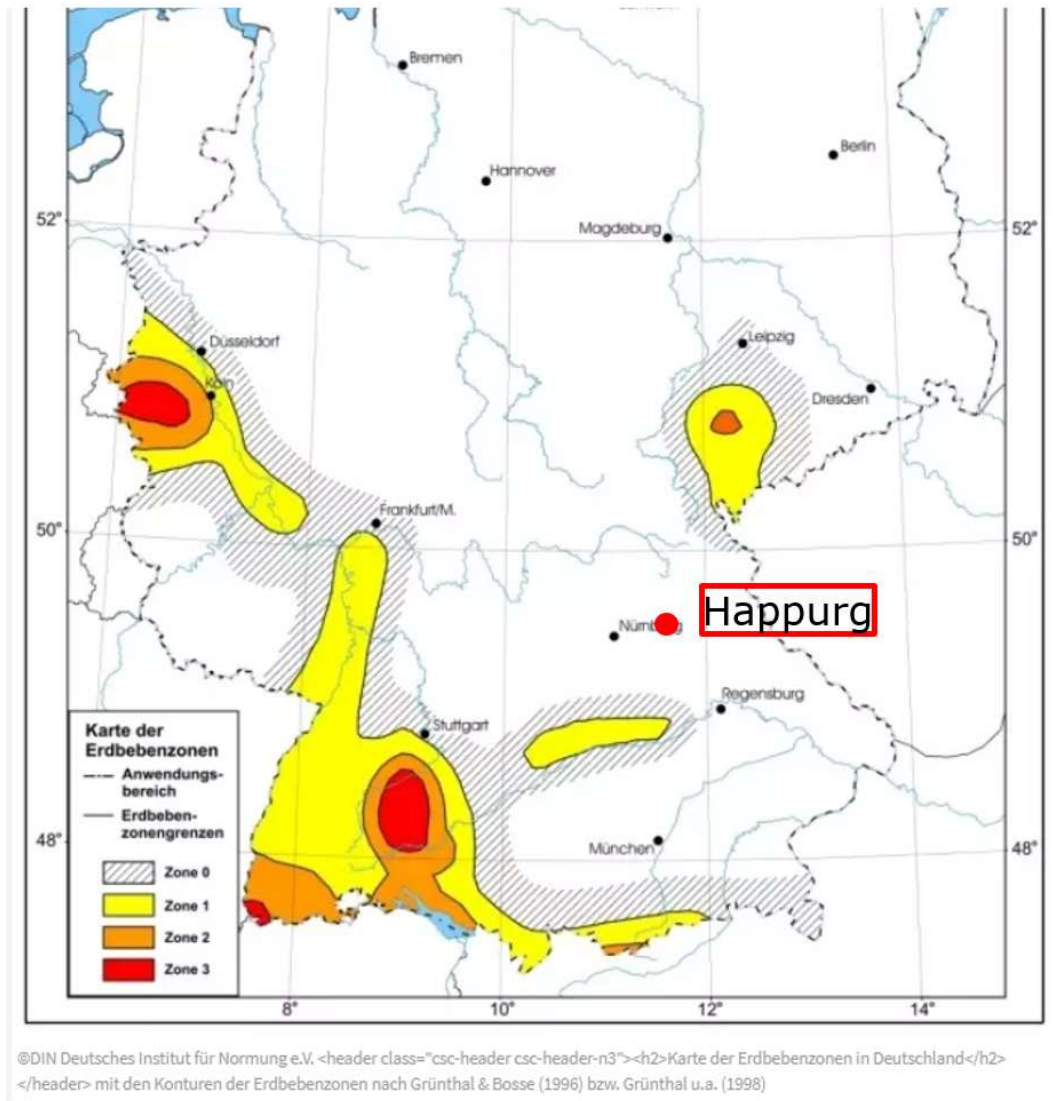 Bremen
Berlin
Hannover
52°
52°
Magdeburg
Düsseldorf
Leipzig
Köln
Dresden
Frankfurt/M.
50°
50°
Happurg
Nürnberg
Regensburg
Stuttgart
Karte der
Erdbebenzonen
Anwendungs-
bereich
Erdbeben-
zonengrenzen
48°
48°
München
Zone 0
Zone 1
Zone 2
Zone 3
8°
10°
12°
14°
©DIN Deutsches Institut für Normung e.V. <header class="csc-header csc-header-n3"><h2>Karte der Erdbebenzonen in Deutschland</h2>
</header> mit den Konturen der Erdbebenzonen nach Grünthal & Bosse (1996) bzw. Grünthal u.a. (1998)